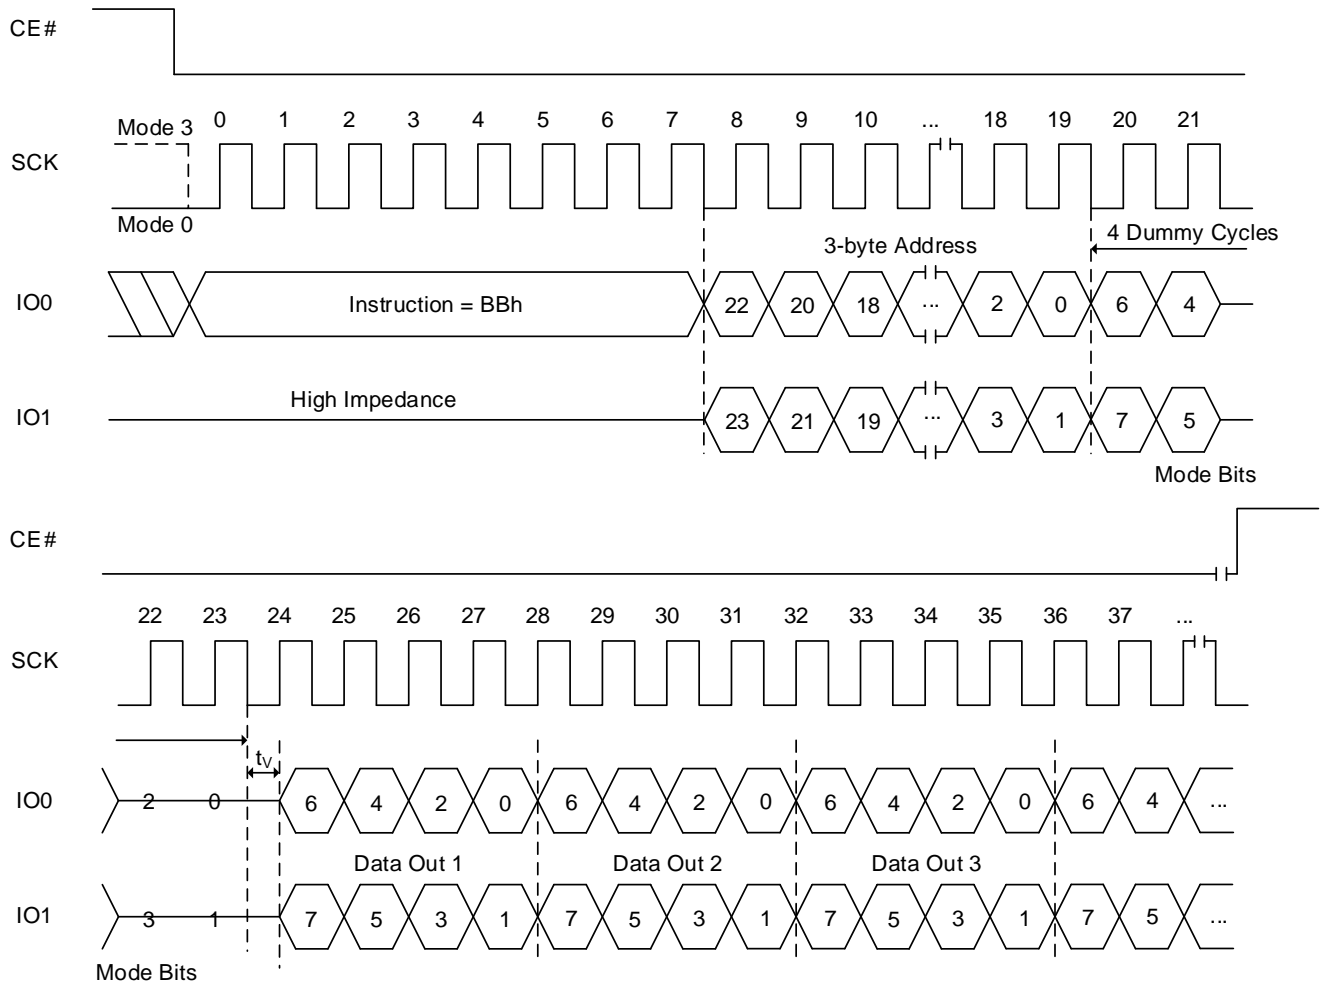 CE#
Mode 3 0 1 2 3 4 5 6 7 8 9 10 ... 18 19 20 21
SCK
Mode 0
3-byte Address 4 Dummy Cycles
IO0 Instruction = BBh 22 20 18 ... 2 0 6 4
High Impedance
IO1 23 21 19 ... 3 1 7 5
Mode Bits
CE#
22 23 24 25 26 27 28 29 30 31 32 33 34 35 36 37 ...
SCK
tV
IO0 2 0 6 4 2 0 6 4 2 0 6 4 2 0 6 4 ...
Data Out 1 Data Out 2 Data Out 3
IO1 3 1 7 5 3 1 7 5 3 1 7 5 3 1 7 5 ...
Mode Bits